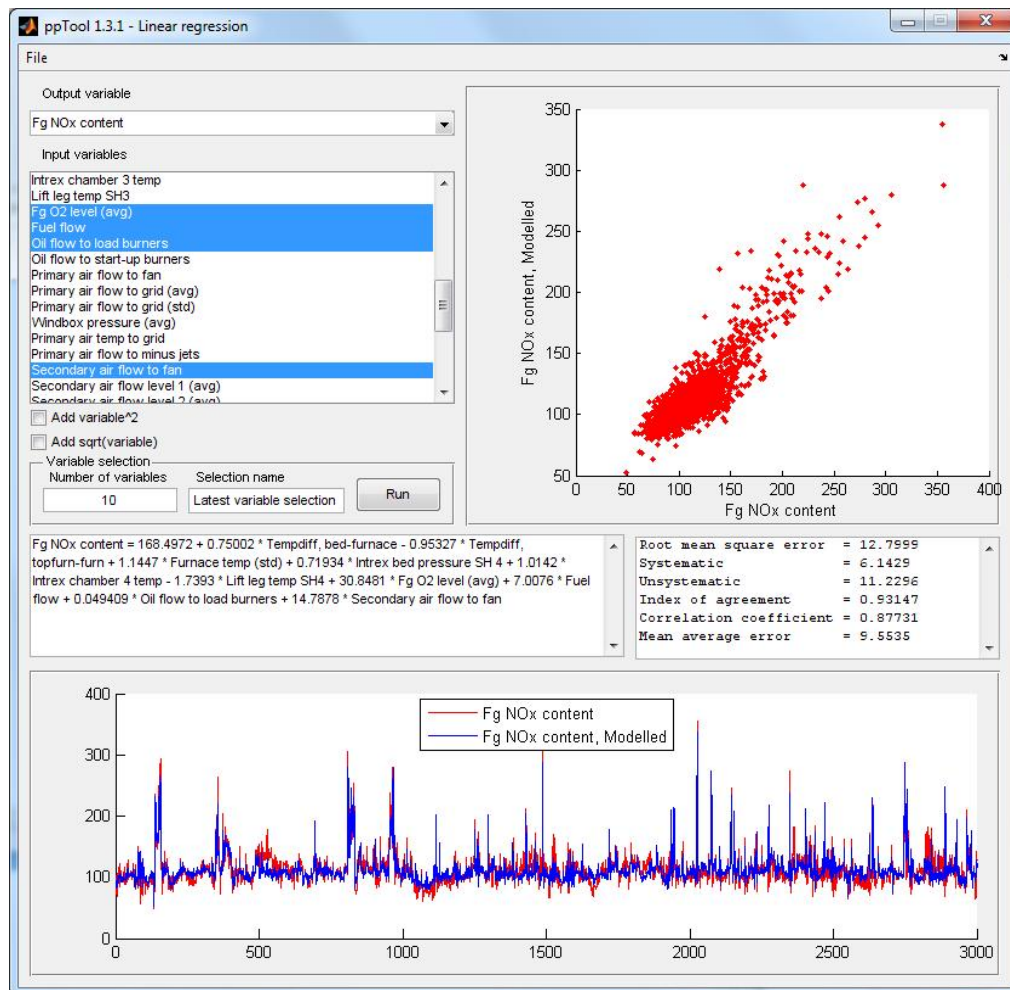 ppTool 1.3.1 - Linear regression
File
Output variable
Fg NOx content
Input variables
Intrex chamber 3 temp
Lift leg temp SH3
Fg O2 level (avg)
Fuel flow
Oil flow to load burners
Oil flow to start-up burners
Primary air flow to fan
Primary air flow to grid (avg)
Primary air flow to grid (std)
Windbox pressure (avg)
Primary air temp to grid
Primary air flow to minus jets
Secondary air flow to fan
Secondary air flow level 1 (avg)
Secondary air flow level 2 (avg)
Add variable^2
Add sqrt(variable)
Variable selection
Number of variables
Selection name
10
Latest variable selection
Run
350
300
250
200
150
100
50
Fg NOx content, Modelled
0 50 100 150 200 250 300 350 400
Fg NOx content
Fg NOx content = 168.4972 + 0.75002 * Tempdiff, bed-furnace - 0.95327 * Tempdiff,
topfurn-furn + 1.1447 * Furnace temp (std) + 0.71934 * Intrex bed pressure SH 4 + 1.0142 *
Intrex chamber 4 temp - 1.7393 * Lift leg temp SH4 + 30.8481 * Fg O2 level (avg) + 7.0076 * Fuel
flow + 0.049409 * Oil flow to load burners + 14.7878 * Secondary air flow to fan
Root mean square error = 12.7999
Systematic = 6.1429
Unsystematic = 11.2296
Index of agreement = 0.93147
Correlation coefficient = 0.87731
Mean average error = 9.5535
400
300
200
100
0
Fg NOx content
Fg NOx content, Modelled
0 500 1000 1500 2000 2500 3000